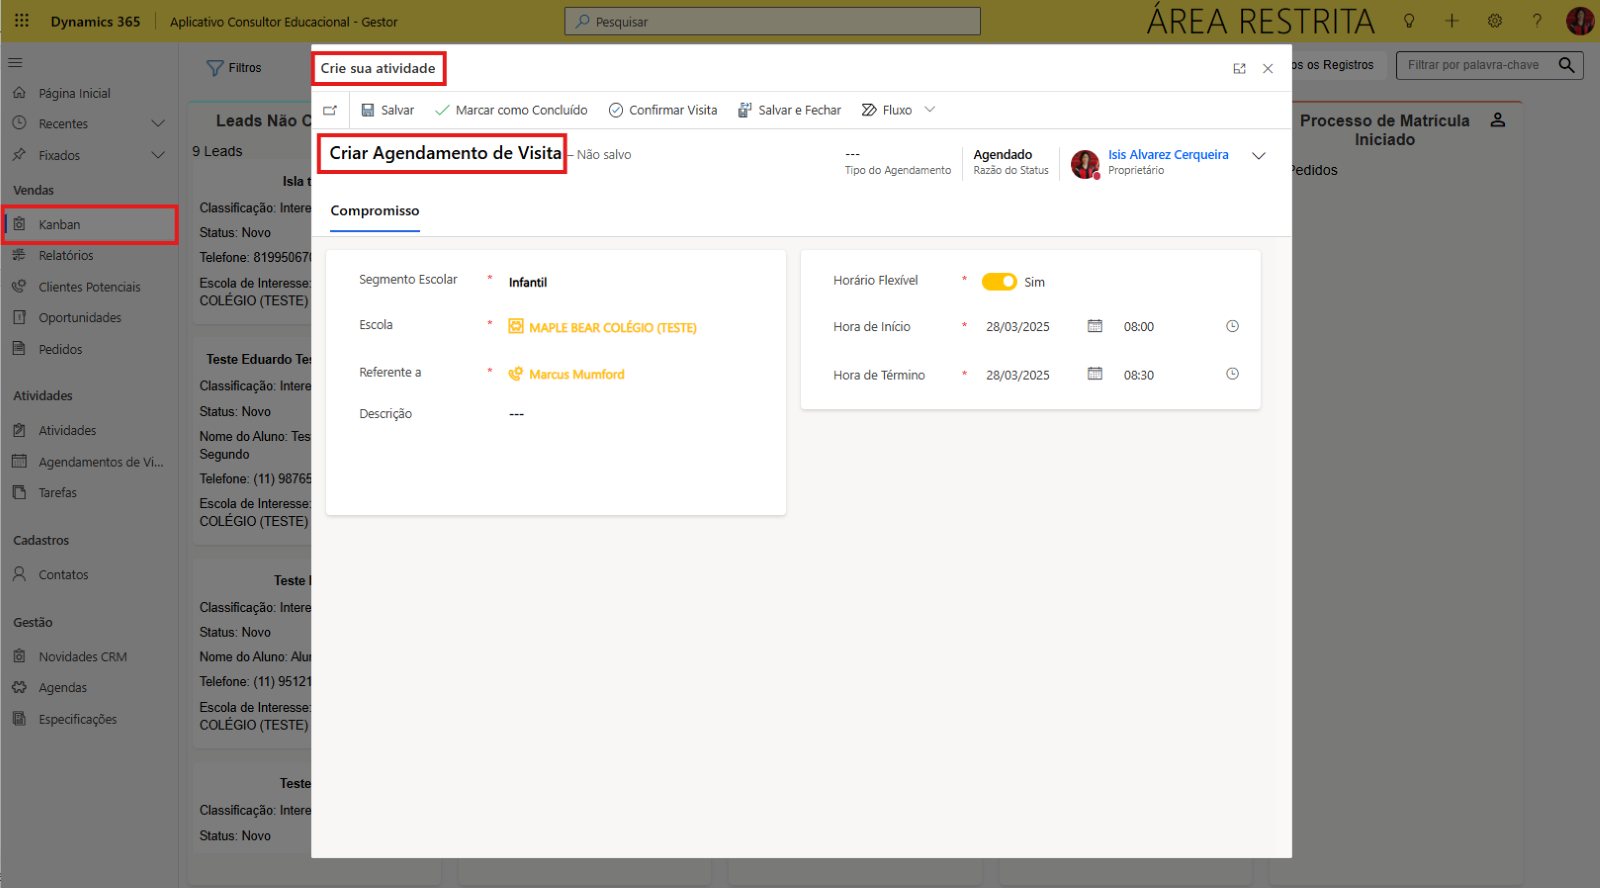 Dynamics 365
Aplicativo Consultor Educacional - Gestor
Pesquisar
ÁREA RESTRITA
?
Página Inicial
Recentes
Fixados
Vendas
Kanban
Relatórios
Clientes Potenciais
Oportunidades
Pedidos
Atividades
Atividades
Agendamentos de Vi...
Tarefas
Cadastros
Contatos
Gestão
Novidades CRM
Agendas
Especificações
Filtros
os os Registros
Filtrar por palavra-chave
Leads Não C
9 Leads
Isla t
Classificação: Intere
Status: Novo
Telefone: 819950670
Escola de Interesse:
COLÉGIO (TESTE)
Teste Eduardo Tes
Classificação: Intere
Status: Novo
Nome do Aluno: Tes
Segundo
Telefone: (11) 98765
Escola de Interesse:
COLÉGIO (TESTE)
Teste
Classificação: Intere
Status: Novo
Nome do Aluno: Alu
Telefone: (11) 95121
Escola de Interesse:
COLÉGIO (TESTE)
Teste
Classificação: Intere
Status: Novo
Crie sua atividade
Salvar
Marcar como Concluído
Confirmar Visita
Salvar e Fechar
Fluxo
Criar Agendamento de Visita - Não salvo
---
Tipo do Agendamento
Agendado
Razão do Status
Isis Alvarez Cerqueira
Proprietário
Compromisso
Segmento Escolar * Infantil
Escola * MAPLE BEAR COLÉGIO (TESTE)
Referente a * Marcus Mumford
Descrição ---
Horário Flexível * Sim
Hora de Início * 28/03/2025 08:00
Hora de Término * 28/03/2025 08:30
Processo de Matrícula
Iniciado
Pedidos